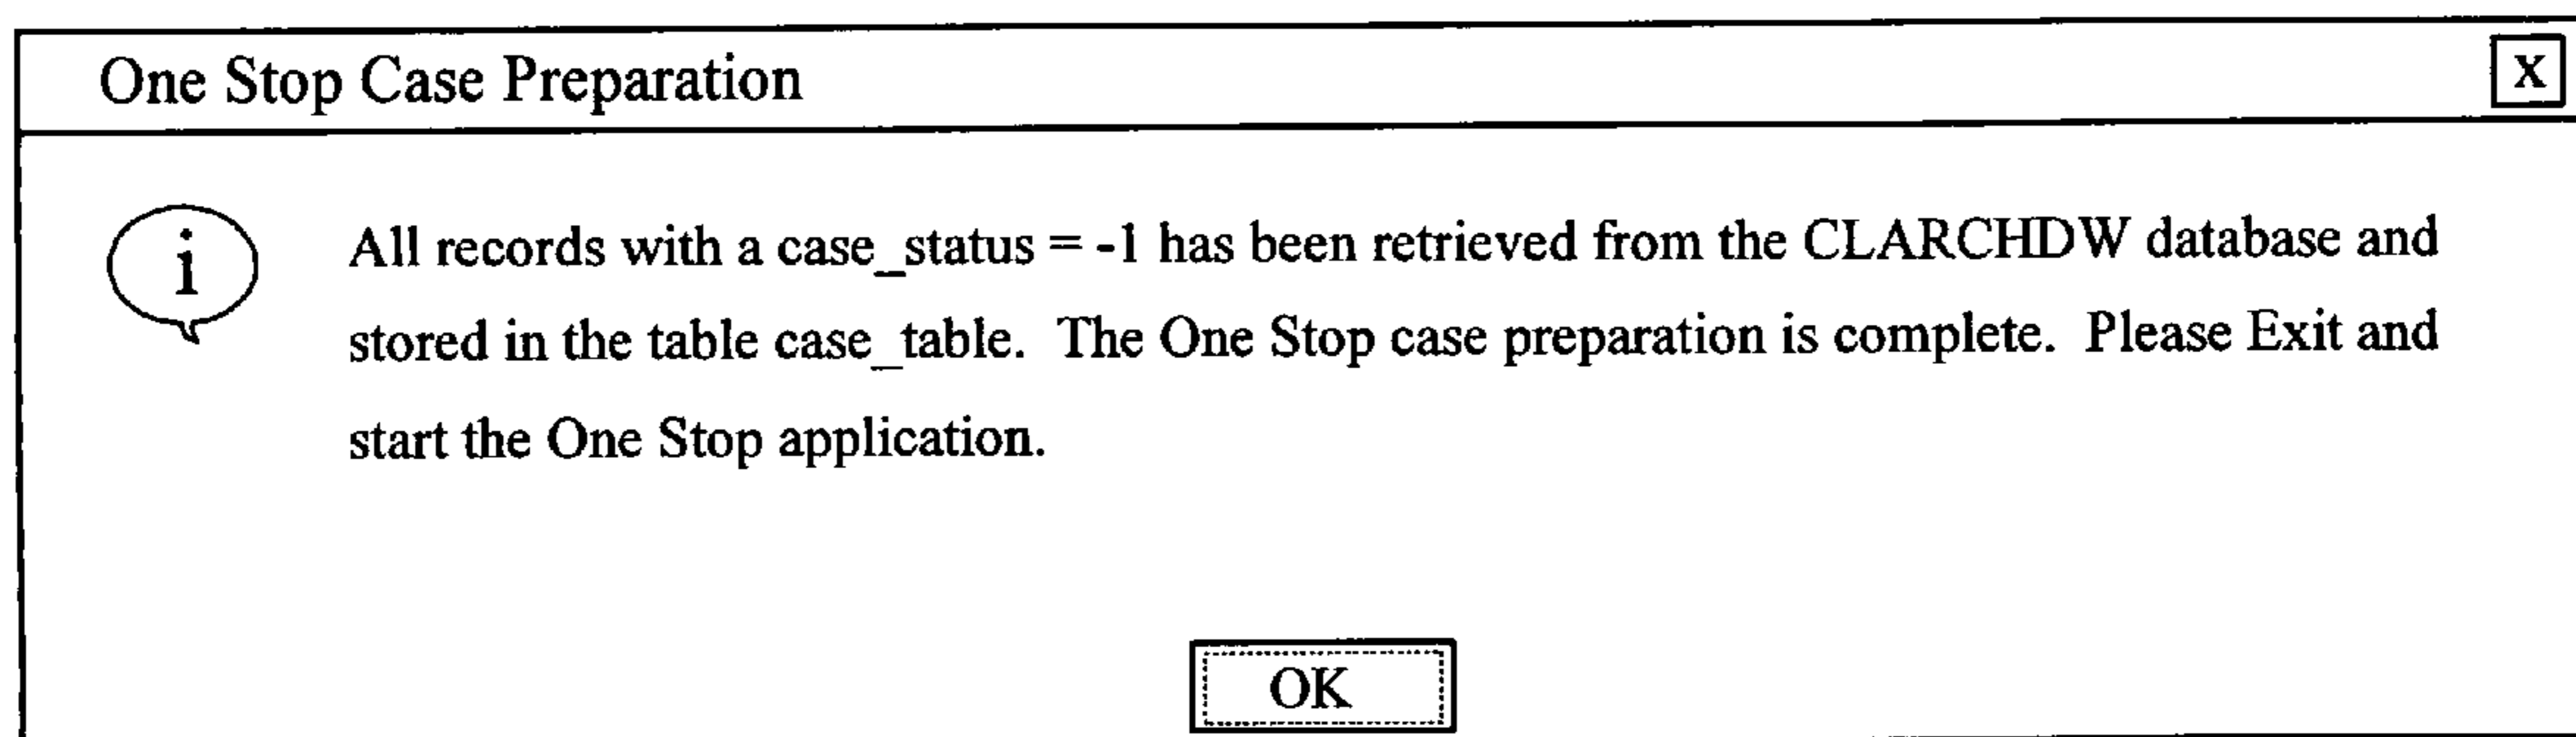 One Stop Case Preparation
X
i
All records with a case_status = -1 has been retrieved from the CLARCHDW database and
stored in the table case_table. The One Stop case preparation is complete. Please Exit and
start the One Stop application.
OK